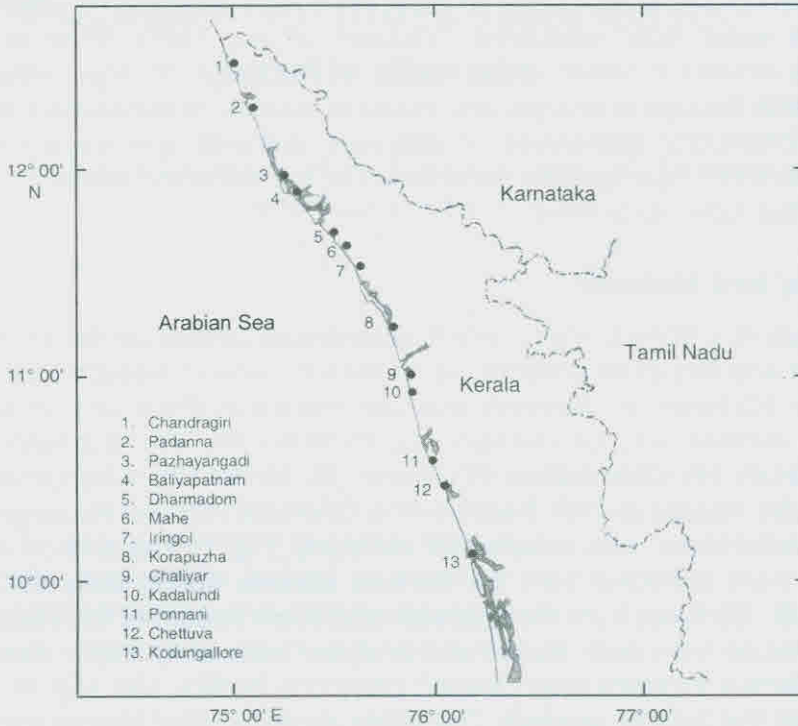 1
2
12° 00'
N
3
4
Karnataka
5
6
7
Arabian Sea
8
Tamil Nadu
11° 00'
9
Kerala
10
1. Chandragiri
2. Padanna
3. Pazhayangadi
4. Baliyapatnam
5. Dharmadom
6. Mahe
7. Iringol
8. Korapuzha
9. Chaliyar
10. Kadalundi
11. Ponnani
12. Chettuva
13. Kodungallore
11
12
13
10° 00'
75° 00' E
76° 00'
77° 00'